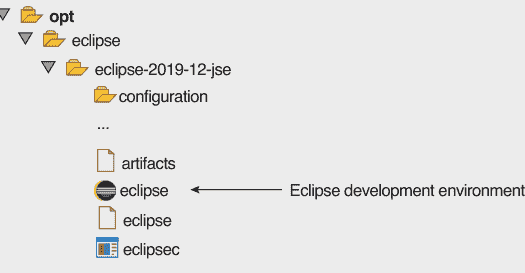 opt
eclipse
eclipse-2019-12-jse
configuration
...
artifacts
eclipse Eclipse development environment
eclipse
eclipsec